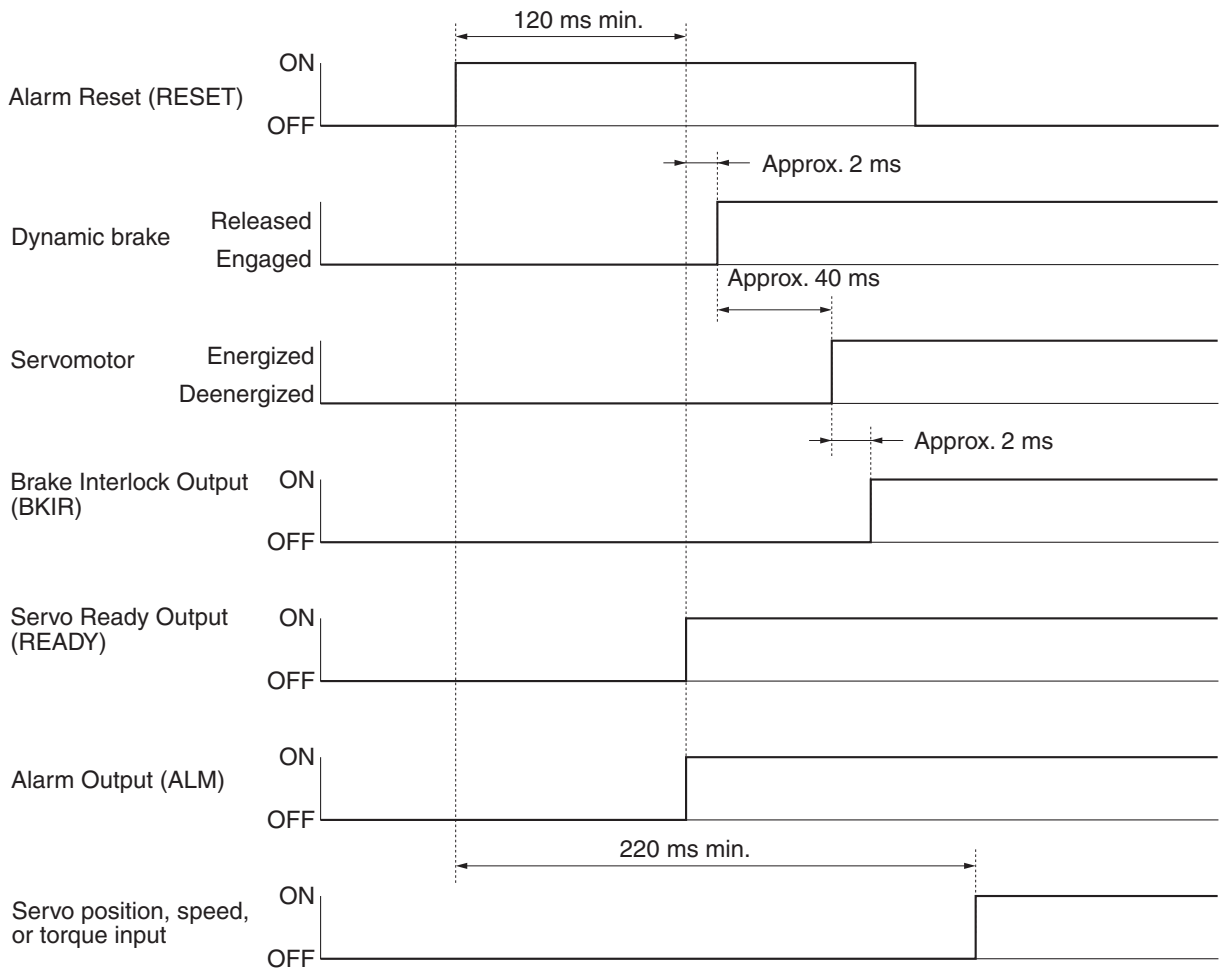 120 ms min.
ON
Alarm Reset (RESET)
OFF
Approx. 2 ms
Released
Dynamic brake
Engaged
Approx. 40 ms
Energized
Servomotor
Deenergized
Approx. 2 ms
Brake Interlock Output
(BKIR)
ON
OFF
Servo Ready Output
(READY)
ON
OFF
ON
Alarm Output (ALM)
OFF
220 ms min.
ON
Servo position, speed,
or torque input
OFF